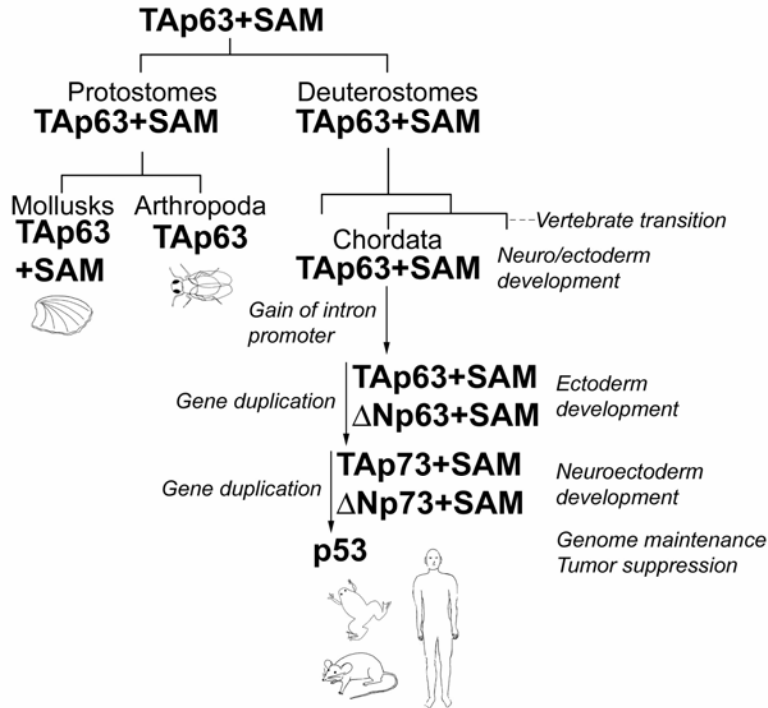 TAp63+SAM
Protostomes
TAp63+SAM
Deuterostomes
TAp63+SAM
Mollusks
TAp63
+SAM
Arthropoda
TAp63
Vertebrate transition
Chordata
TAp63+SAM
Neuro/ectoderm
development
Gain of intron
promoter
TAp63+SAM
ΔNp63+SAM
Ectoderm
development
Gene duplication
TAp73+SAM
ΔNp73+SAM
Neuroectoderm
development
Gene duplication
p53
Genome maintenance
Tumor suppression